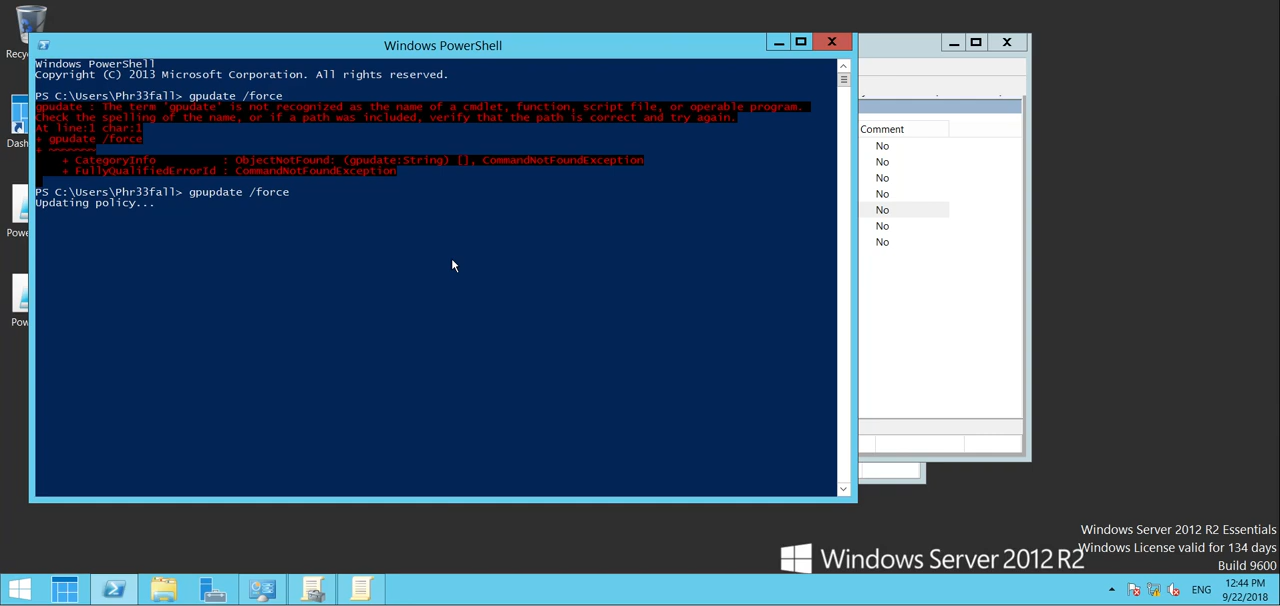 Recyc
Dash
Powe
Pow
Windows PowerShell
Windows PowerShell
Copyright (C) 2013 Microsoft Corporation. All rights reserved.
PS C:\Users\Phr33fall> gpudate /force
gpudate : The term 'gpudate' is not recognized as the name of a cmdlet, function, script file, or operable program.
Check the spelling of the name, or if a path was included, verify that the path is correct and try again.
At line:1 char:1
+ gpudate /force
+ ~~~~~~~
+ CategoryInfo : ObjectNotFound: (gpudate:String) [], CommandNotFoundException
+ FullyQualifiedErrorId : CommandNotFoundException
PS C:\Users\Phr33fall> gpupdate /force
Updating policy...
Comment
No
No
No
No
No
No
No
Windows Server 2012 R2 Essentials
Windows License valid for 134 days
Build 9600
Windows Server 2012 R2
ENG
12:44 PM
9/22/2018